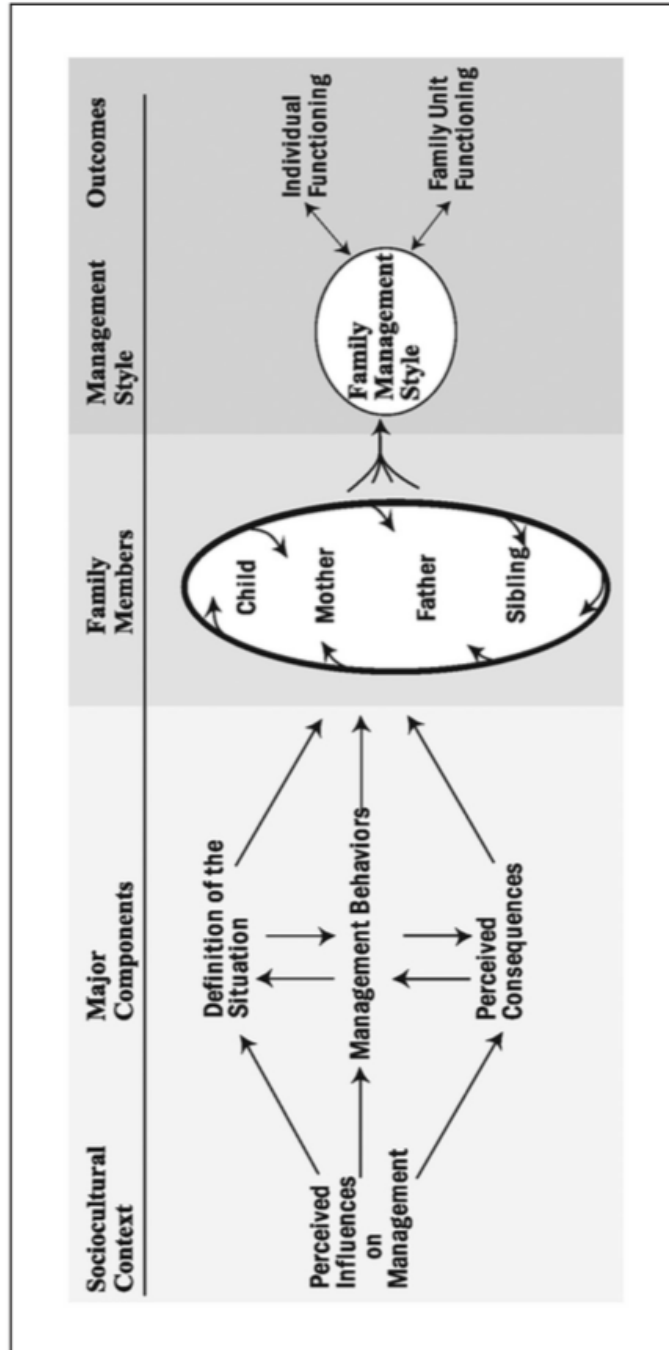 Sociocultural
Context
Major
Components
Family
Members
Management
Style
Outcomes
Perceived
Influences
on
Management
Definition of the
Situation
Management Behaviors
Perceived
Consequences
Child
Mother
Father
Sibling
Family
Management
Style
Individual
Functioning
Family Unit
Functioning